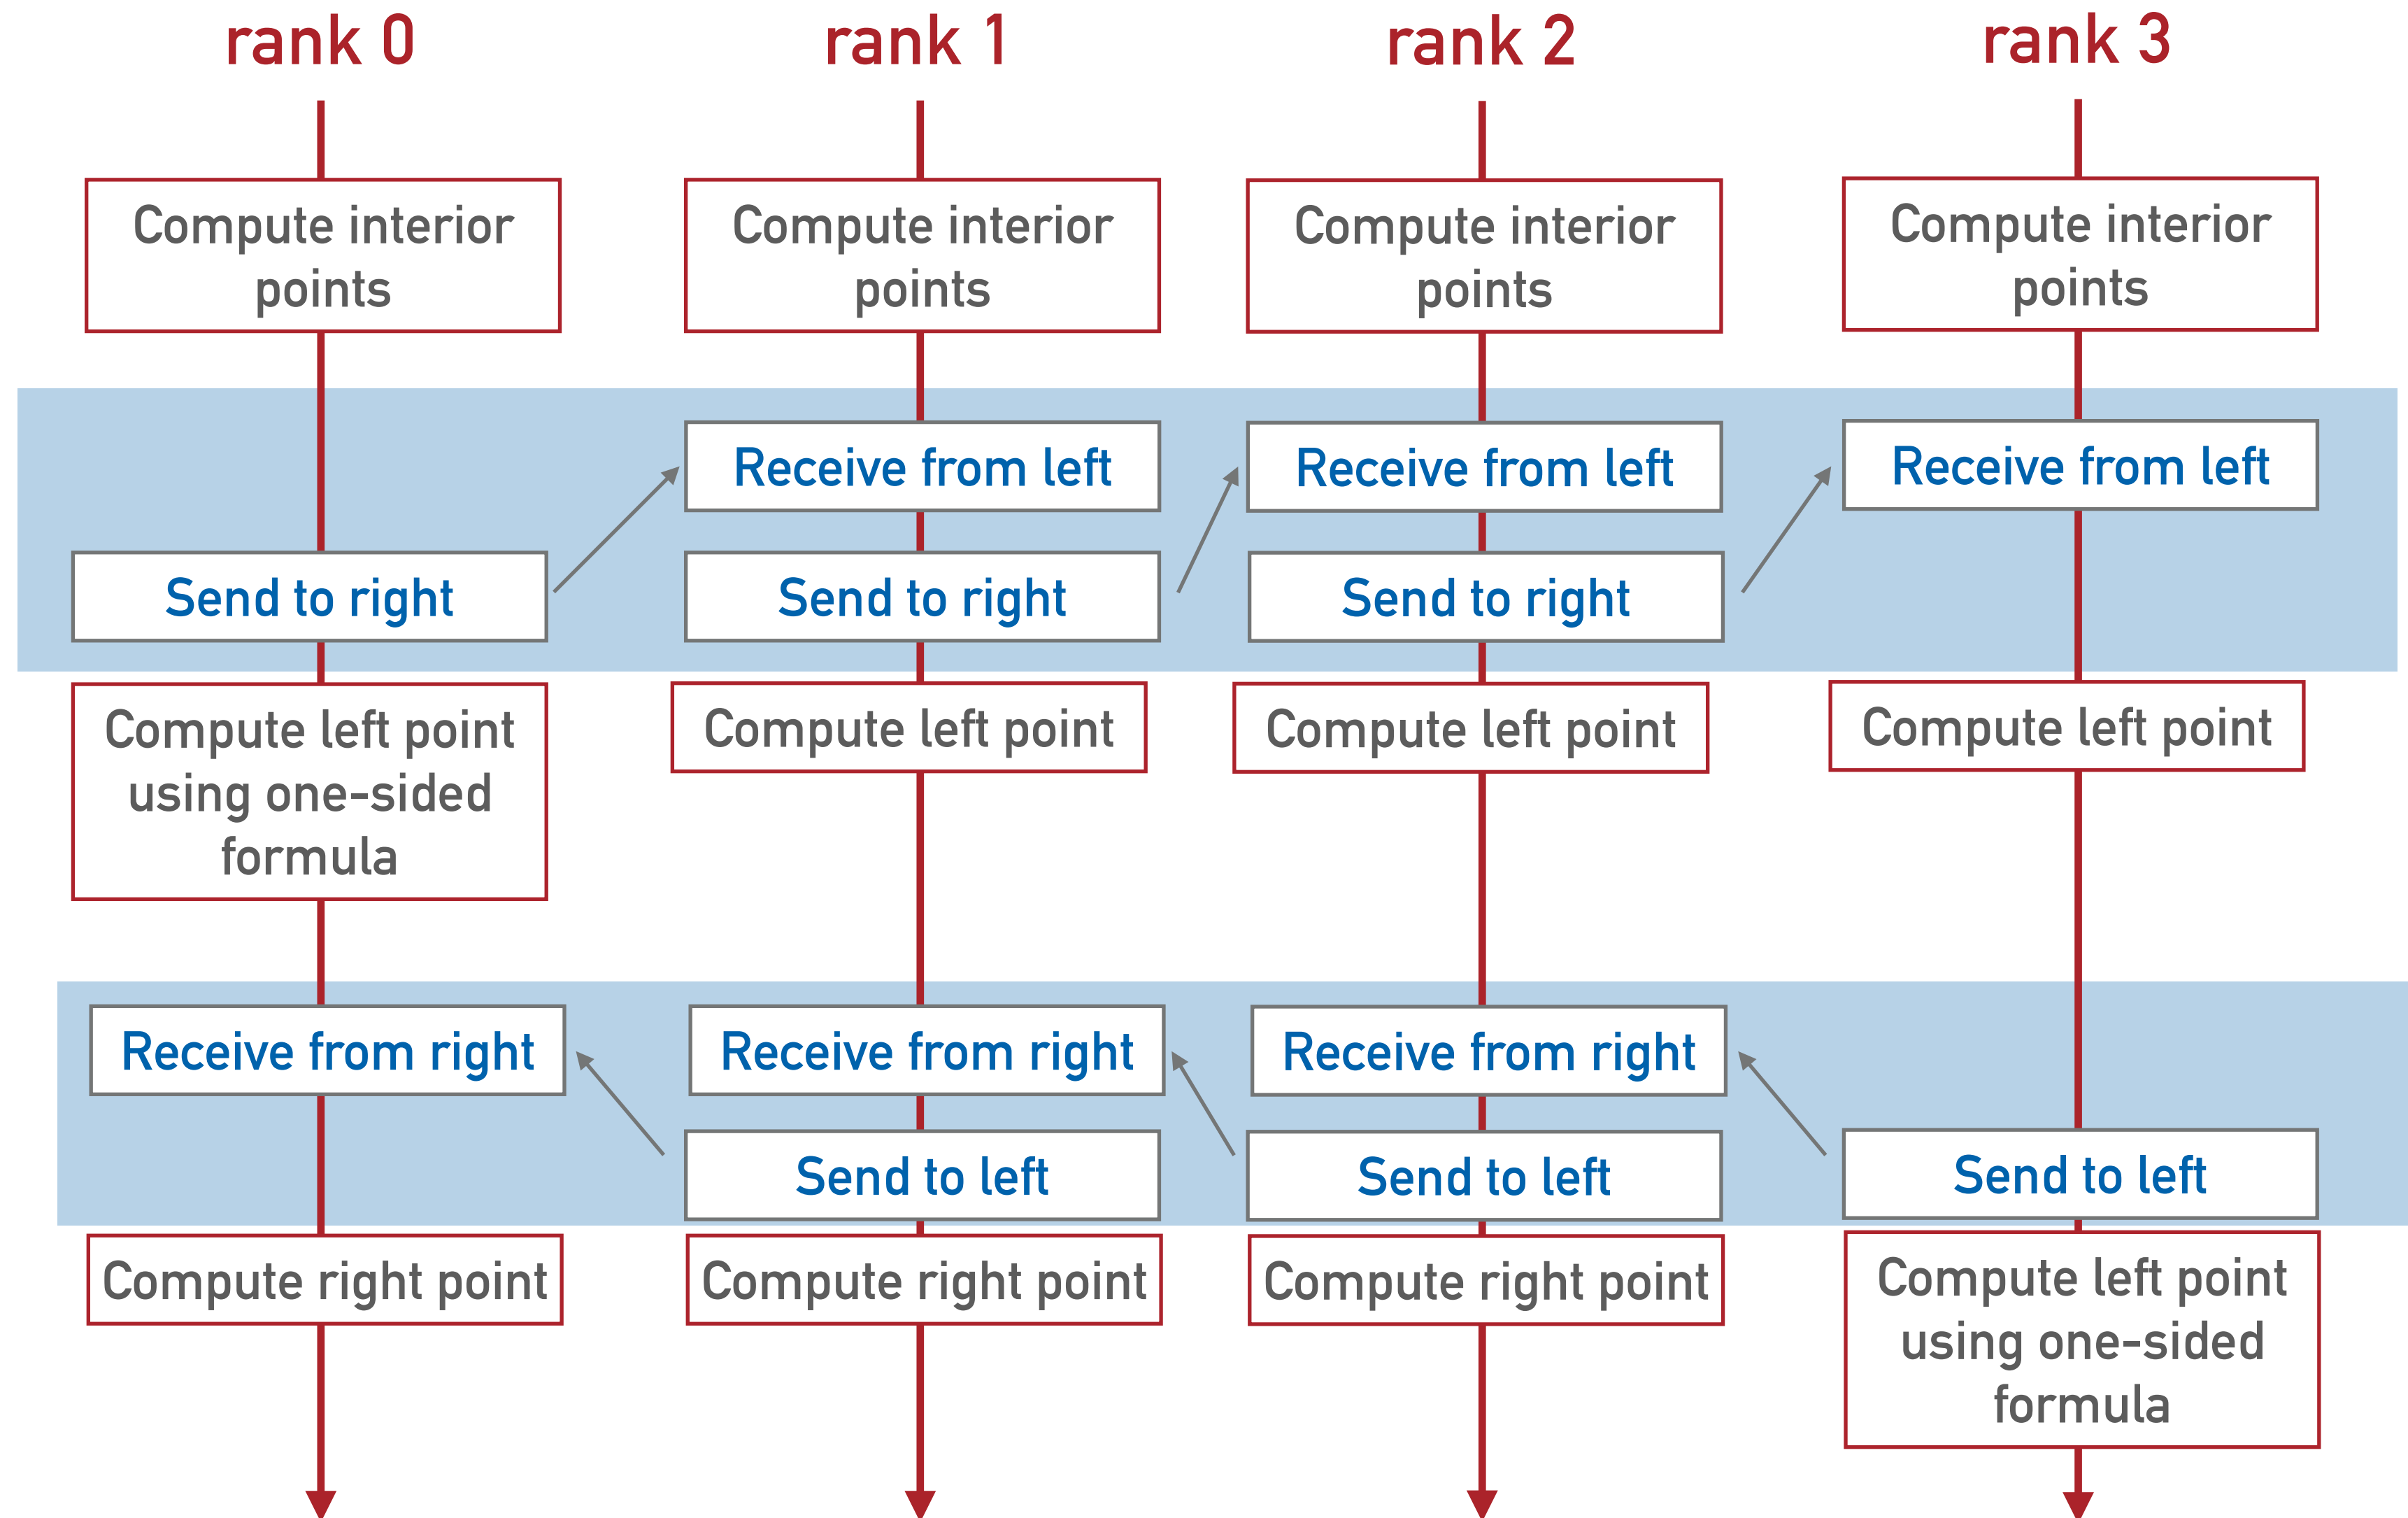 rank 0
rank 1
rank 2
rank 3
Compute interior
points
Compute interior
points
Compute interior
points
Compute interior
points
Receive from left
Receive from left
Receive from left
Send to right
Send to right
Send to right
Compute left point
using one-sided
formula
Compute left point
Compute left point
Compute left point
Receive from right
Receive from right
Receive from right
Send to left
Send to left
Send to left
Compute right point
Compute right point
Compute right point
Compute left point
using one-sided
formula